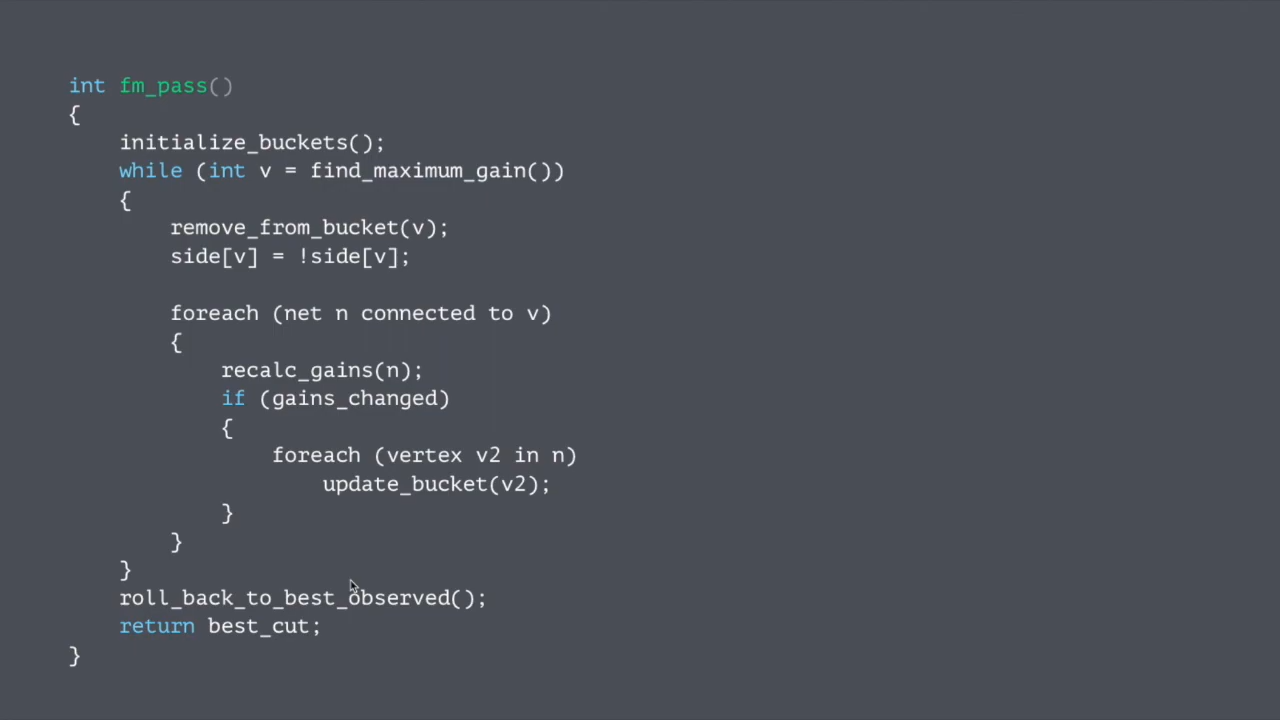 int fm_pass()
{
    initialize_buckets();
    while (int v = find_maximum_gain())
    {
        remove_from_bucket(v);
        side[v] = !side[v];

        foreach (net n connected to v)
        {
            recalc_gains(n);
            if (gains_changed)
            {
                foreach (vertex v2 in n)
                    update_bucket(v2);
            }
        }
    }
    roll_back_to_best_observed();
    return best_cut;
}